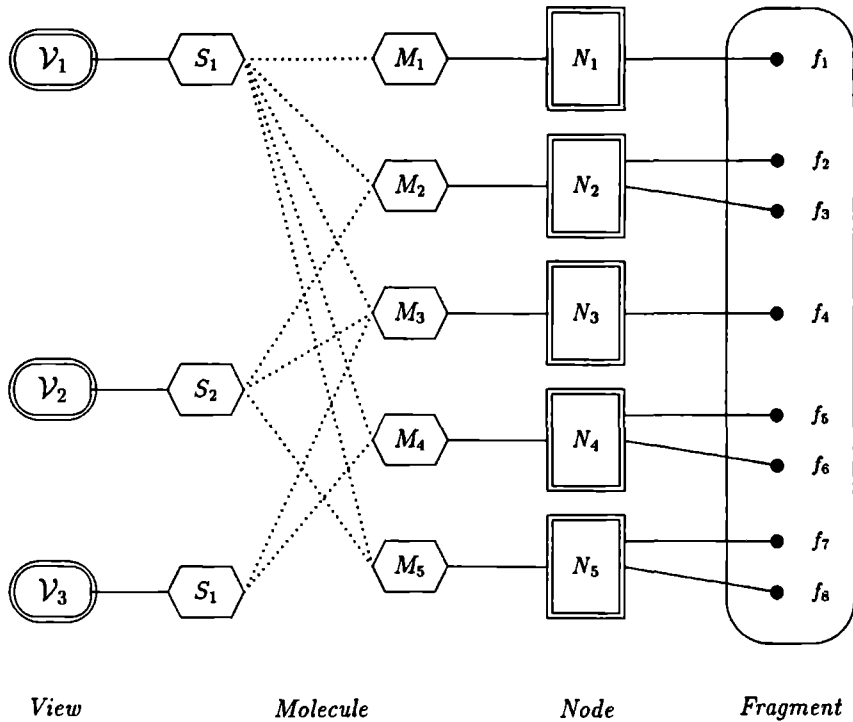 𝒱₁ S₁ M₁ N₁ f₁
f₂
M₂ N₂
f₃
M₃ N₃ f₄
𝒱₂ S₂
f₅
M₄ N₄
f₆
f₇
M₅ N₅
𝒱₃ S₁ f₈
View Molecule Node Fragment